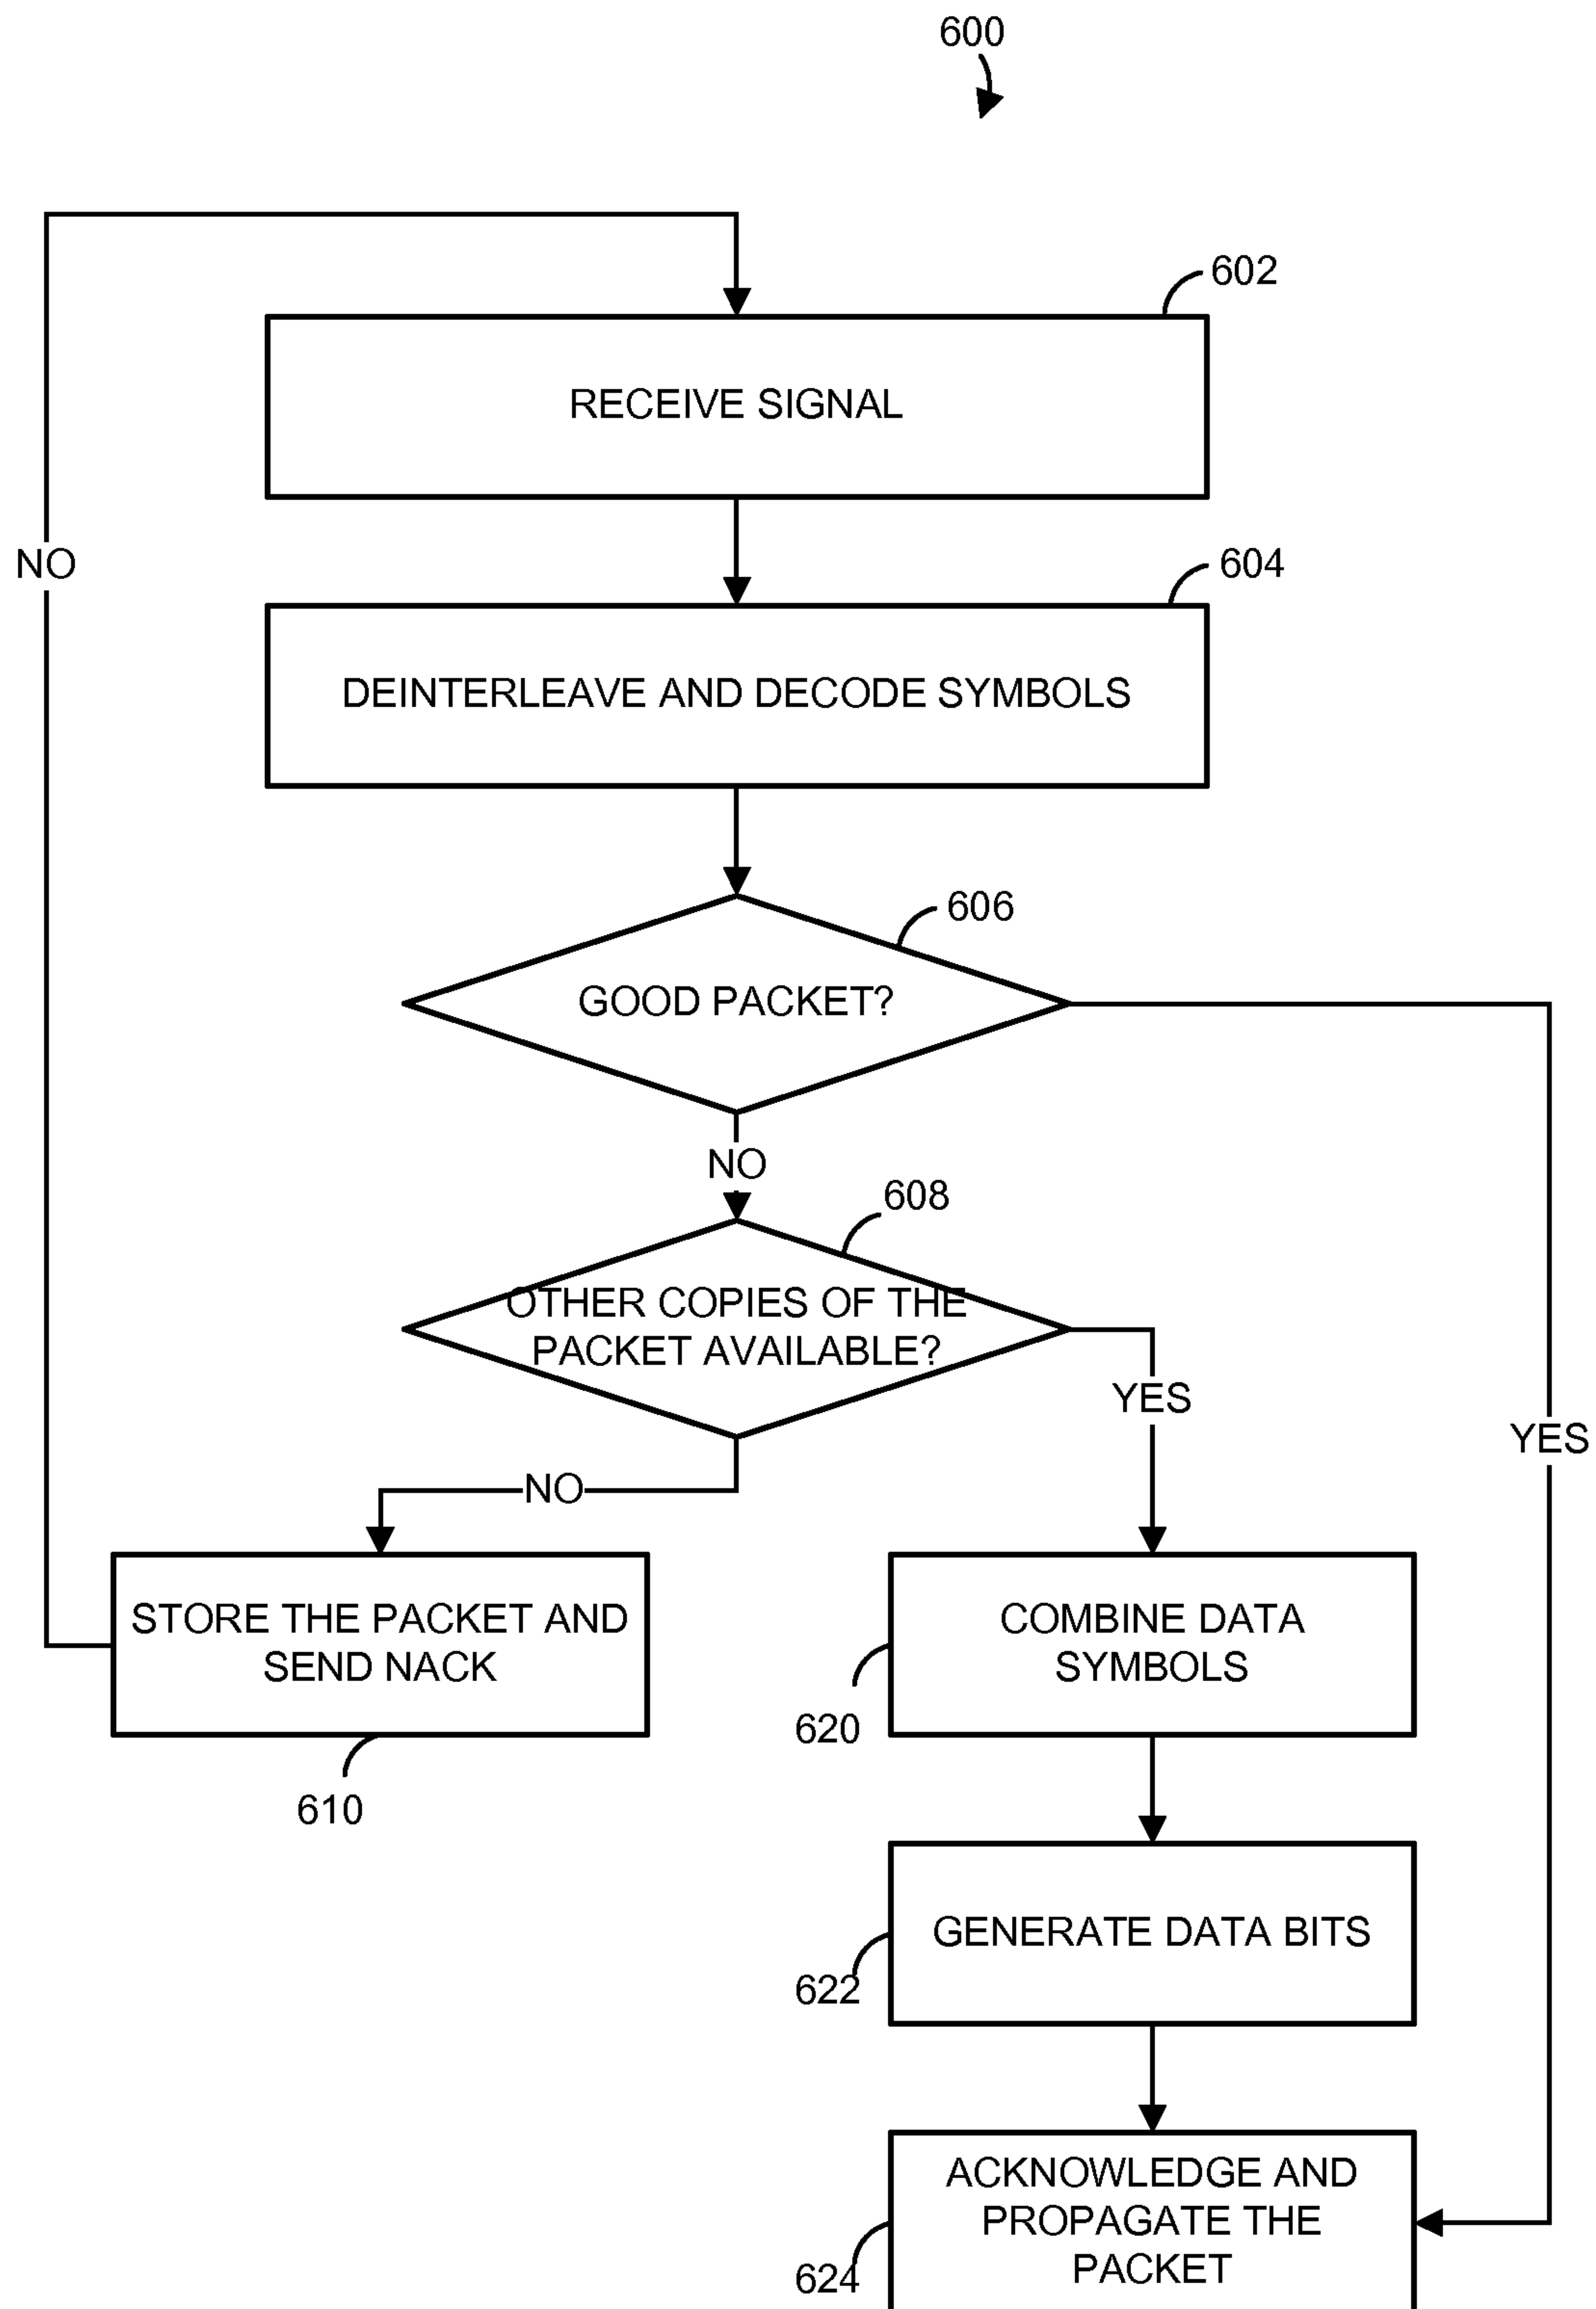 600
602
RECEIVE SIGNAL
NO
604
DEINTERLEAVE AND DECODE SYMBOLS
606
GOOD PACKET?
NO
608
OTHER COPIES OF THE
PACKET AVAILABLE?
YES
YES
NO
STORE THE PACKET AND
SEND NACK
610
COMBINE DATA
SYMBOLS
620
GENERATE DATA BITS
622
ACKNOWLEDGE AND
PROPAGATE THE
PACKET
624